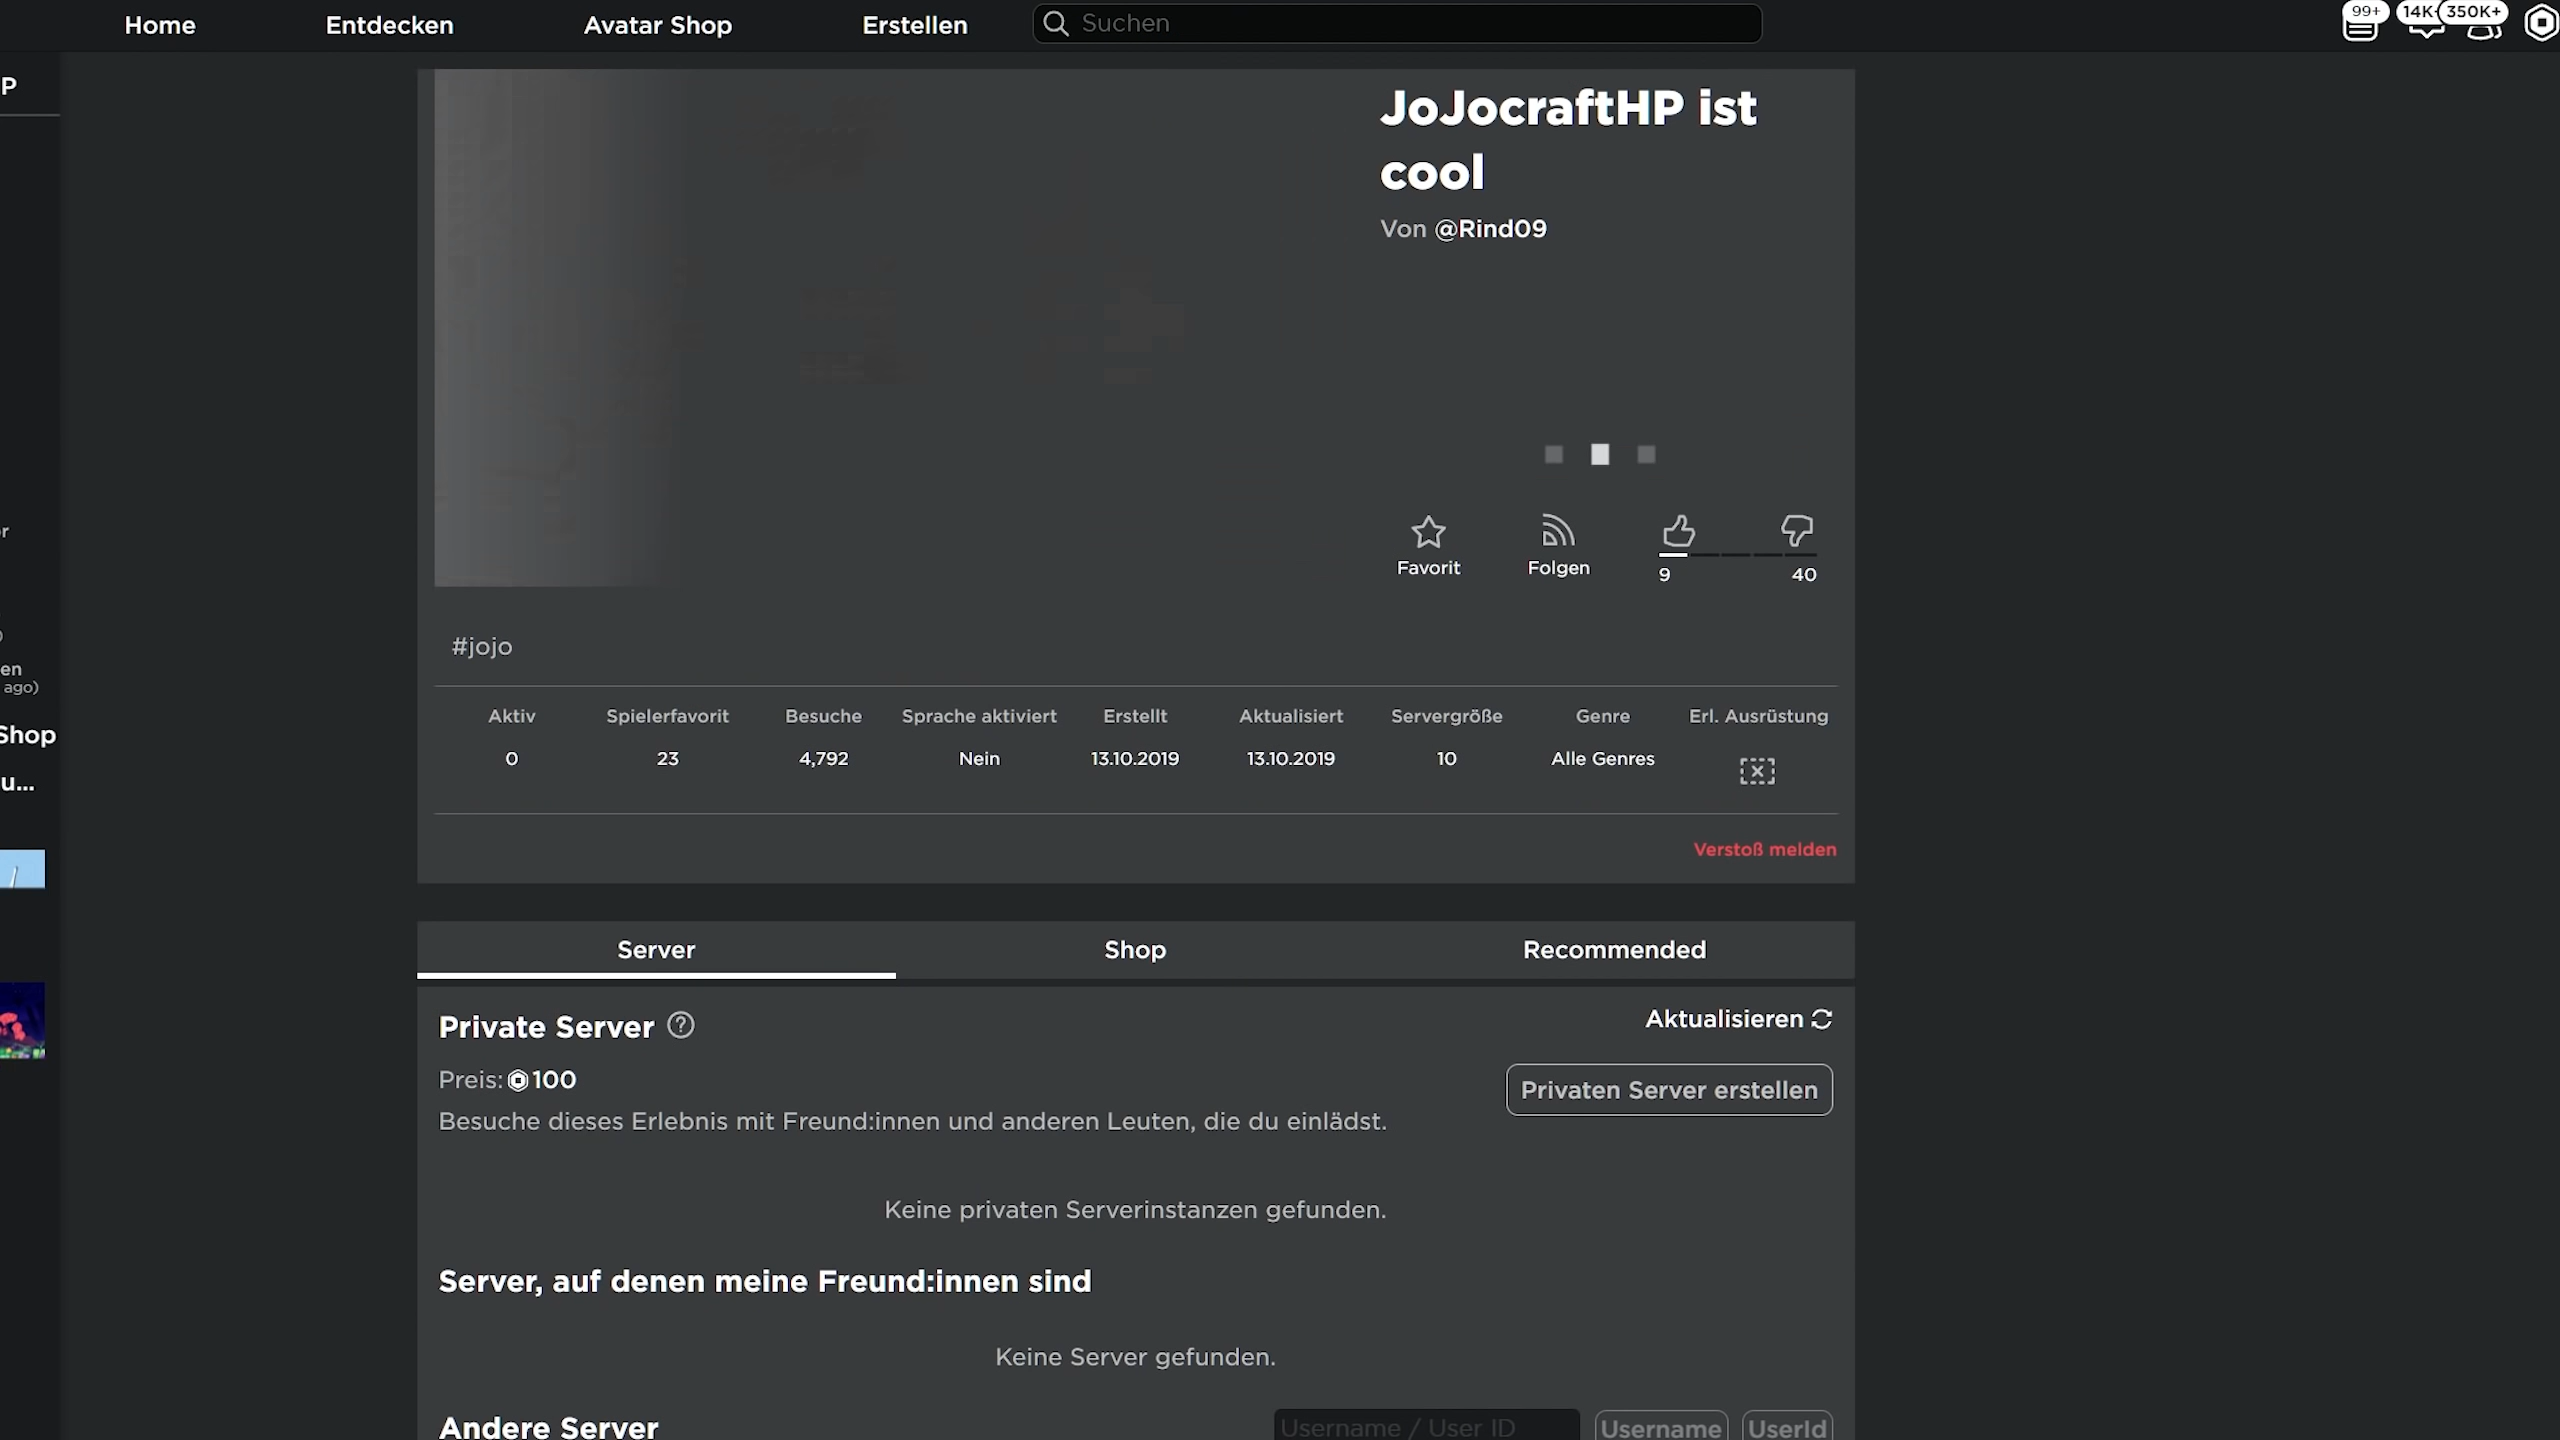 Home Entdecken Avatar Shop Erstellen Suchen 99+ 14K+ 350K+
P
JoJocraftHP ist
cool
Von @Rind09
Favorit Folgen 9 40
#jojo
en
ago)
Aktiv Spielerfavorit Besuche Sprache aktiviert Erstellt Aktualisiert Servergröße Genre Erl. Ausrüstung
Shop
0 23 4,792 Nein 13.10.2019 13.10.2019 10 Alle Genres
u...
Verstoß melden
Server Shop Recommended
Private Server Aktualisieren
Preis: 100
Privaten Server erstellen
Besuche dieses Erlebnis mit Freund:innen und anderen Leuten, die du einlädst.
Keine privaten Serverinstanzen gefunden.
Server, auf denen meine Freund:innen sind
Keine Server gefunden.
Andere Server Username / User ID Username UserId